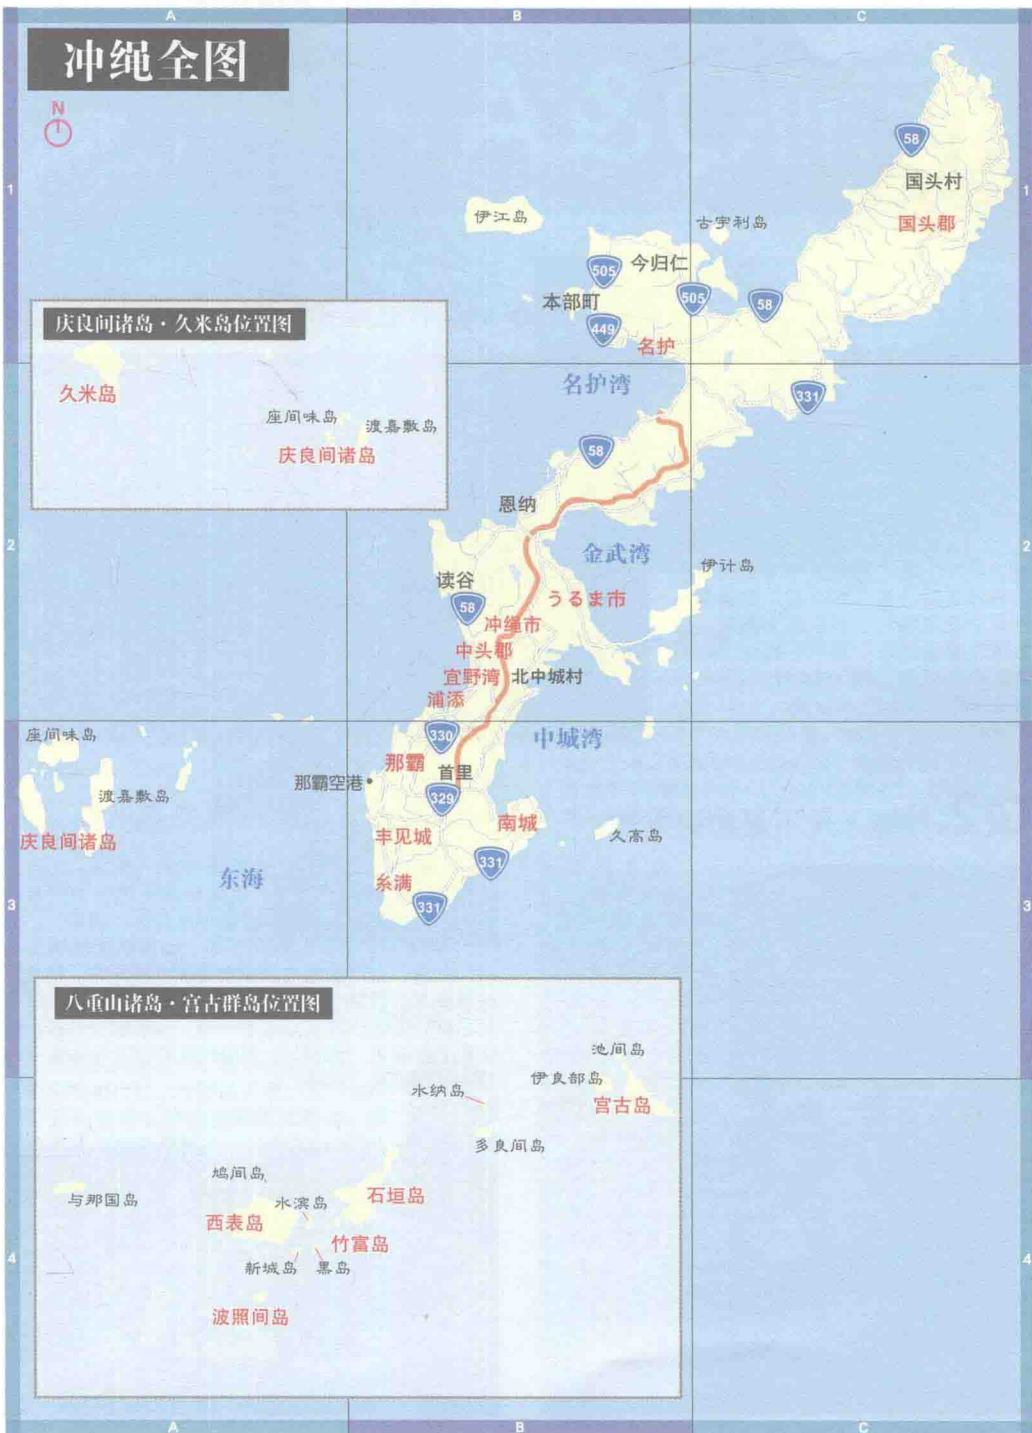 A
B
C
冲绳全图
N
58
国头村
1
1
国头郡
伊江岛
古宇利岛
505
今归仁
本部町
505
58
449
名护
庆良间诸岛·久米岛位置图
久米岛
座间味岛
渡嘉敷岛
庆良间诸岛
名护湾
331
58
恩纳
2
2
金武湾
伊计岛
读谷
58
うるま市
冲绳市
中头郡
宜野湾
北中城村
浦添
330
中城湾
座间味岛
那霸
首里
那霸空港
329
渡嘉敷岛
庆良间诸岛
丰见城
南城
久高岛
331
东海
糸满
331
3
3
八重山诸岛·宫古群岛位置图
池间岛
伊良部岛
水纳岛
宫古岛
多良间岛
鸠间岛
与那国岛
水滨岛
石垣岛
西表岛
竹富岛
新城岛
黑岛
4
4
波照间岛
A
B
C